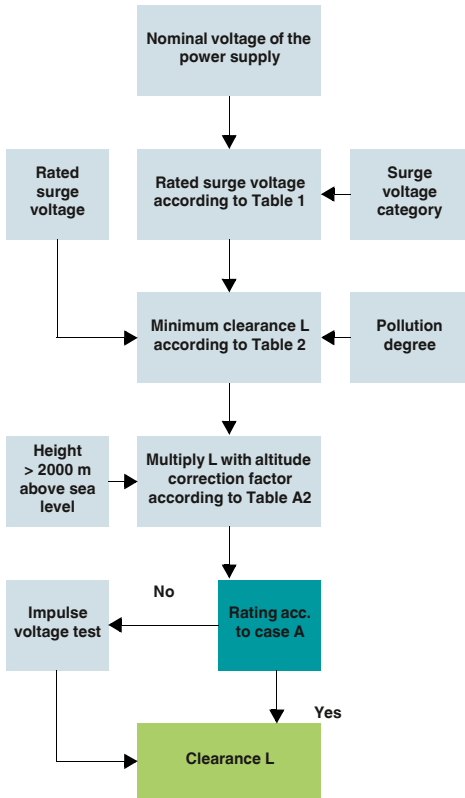 Nominal voltage of the
power supply
Rated
surge
voltage
Rated surge voltage
according to Table 1
Surge
voltage
category
Minimum clearance L
according to Table 2
Pollution
degree
Height
> 2000 m
above sea
level
Multiply L with altitude
correction factor
according to Table A2
No
Impulse
voltage test
Rating acc.
to case A
Yes
Clearance L